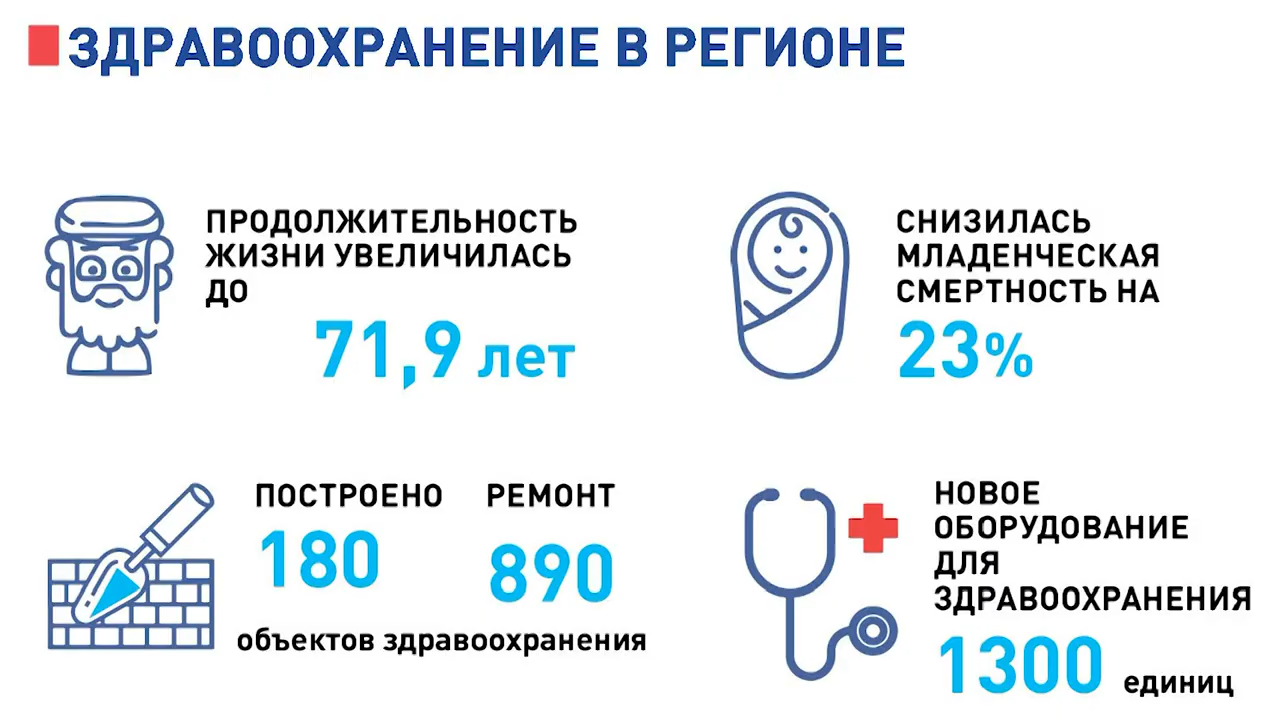 ЗДРАВООХРАНЕНИЕ В РЕГИОНЕ
ПРОДОЛЖИТЕЛЬНОСТЬ
ЖИЗНИ УВЕЛИЧИЛАСЬ
ДО
71,9 лет
СНИЗИЛАСЬ
МЛАДЕНЧЕСКАЯ
СМЕРТНОСТЬ НА
23%
ПОСТРОЕНО
180
РЕМОНТ
890
объектов здравоохранения
НОВОЕ
ОБОРУДОВАНИЕ
ДЛЯ
ЗДРАВООХРАНЕНИЯ
1300 единиц